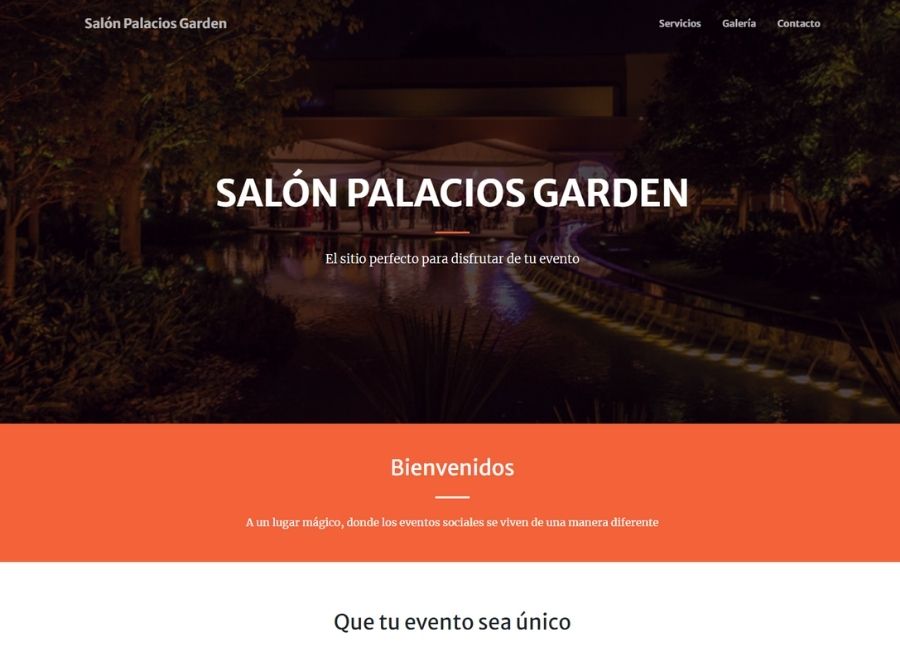 Salón Palacios Garden
Servicios Galería Contacto
SALÓN PALACIOS GARDEN
El sitio perfecto para disfrutar de tu evento
Bienvenidos
A un lugar mágico, donde los eventos sociales se viven de una manera diferente
Que tu evento sea único